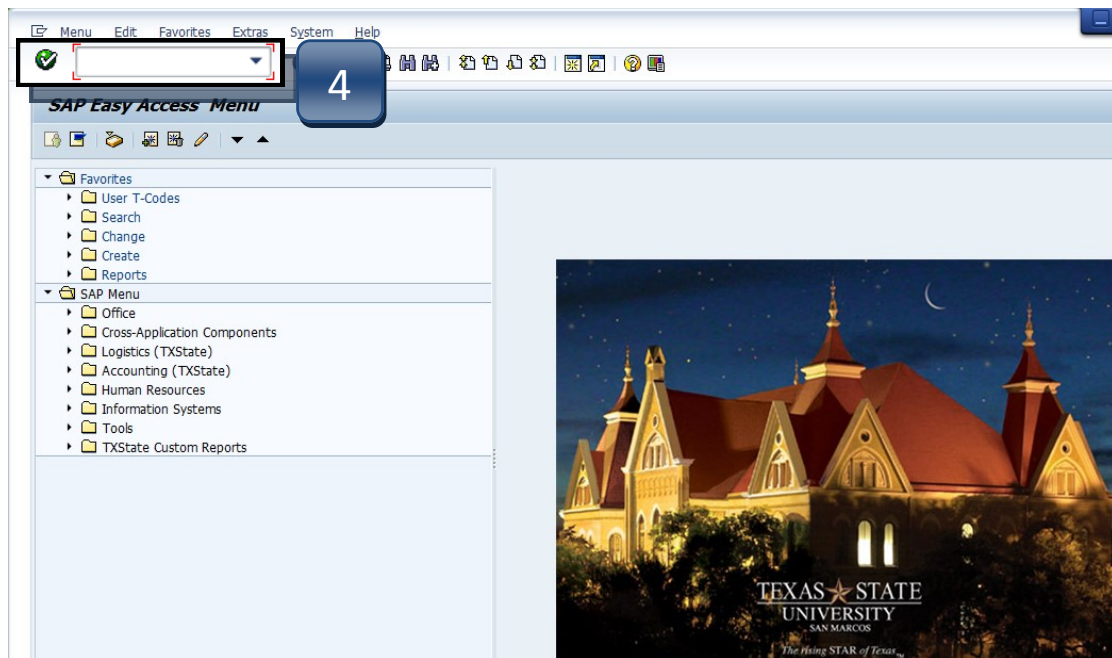 Menu Edit Favorites Extras System Help
4
SAP Easy Access Menu
Favorites
User T-Codes
Search
Change
Create
Reports
SAP Menu
Office
Cross-Application Components
Logistics (TXState)
Accounting (TXState)
Human Resources
Information Systems
Tools
TXState Custom Reports
TEXAS STATE
UNIVERSITY
SAN MARCOS
The rising STAR of Texas™